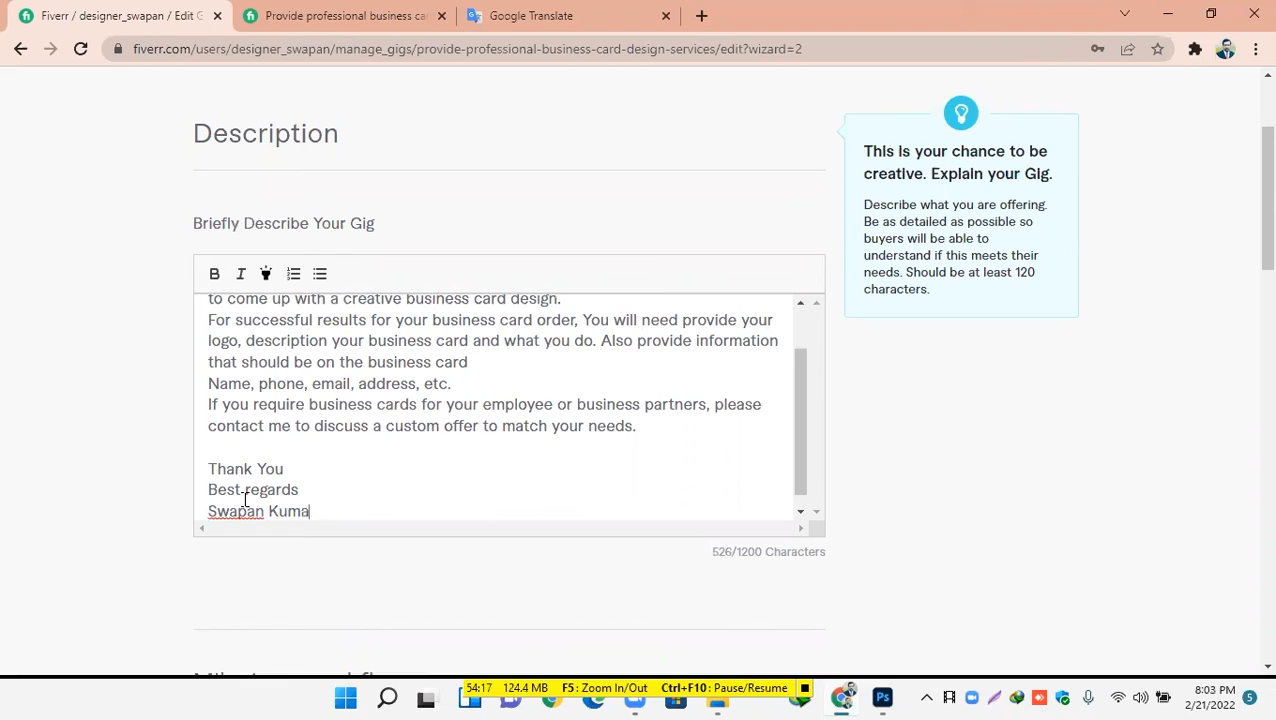 Fiverr / designer_swapan / Edit G
Provide professional business car
Google Translate
fiverr.com/users/designer_swapan/manage_gigs/provide-professional-business-card-design-services/edit?wizard=2
Description
Briefly Describe Your Gig
B I
to come up with a creative business card design.
For successful results for your business card order, You will need provide your
logo, description your business card and what you do. Also provide information
that should be on the business card
Name, phone, email, address, etc.
If you require business cards for your employee or business partners, please
contact me to discuss a custom offer to match your needs.
Thank You
Best regards
Swapan Kuma
526/1200 Characters
This is your chance to be
creative. Explain your Gig.
Describe what you are offering.
Be as detailed as possible so
buyers will be able to
understand if this meets their
needs. Should be at least 120
characters.
54:17 124.4 MB F5: Zoom In/Out Ctrl+F10: Pause/Resume
Ps
8:03 PM
2/21/2022
5